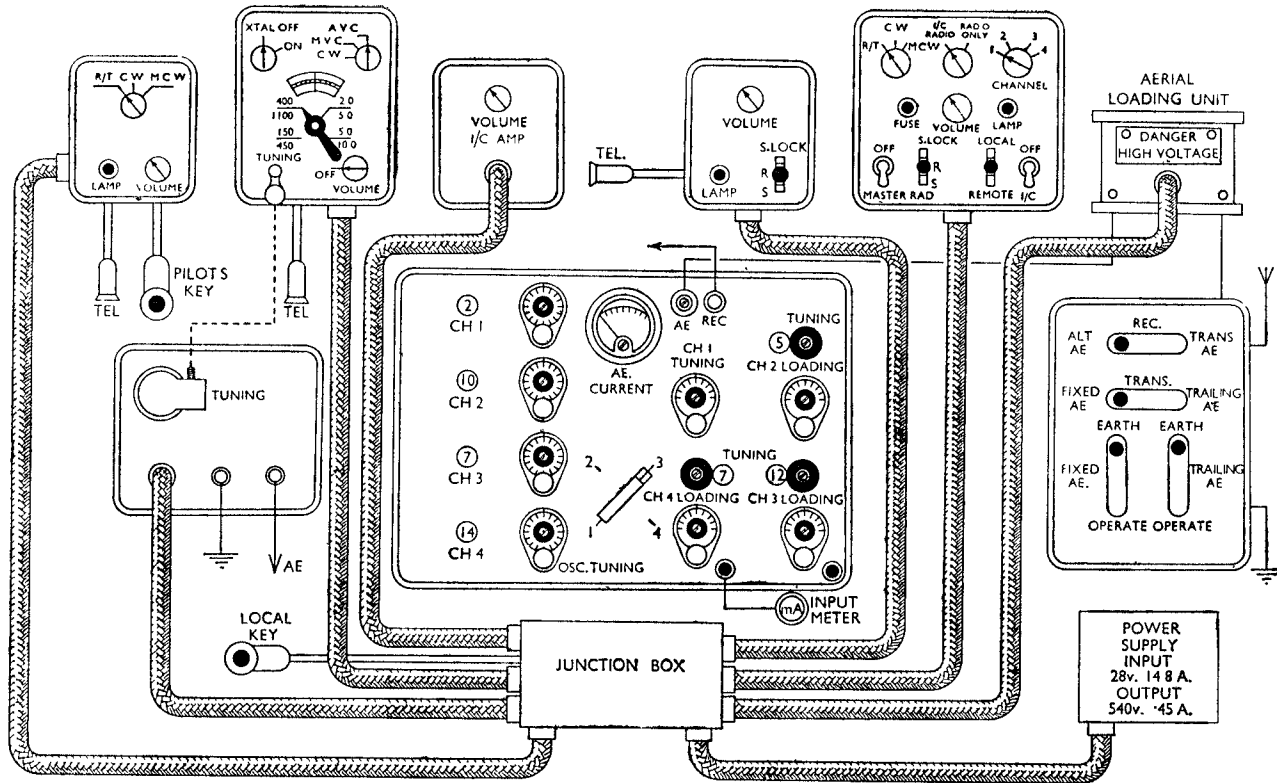 R/T CW MCW
LAMP
VOLUME
TEL
PILOTS
KEY
XTAL OFF
ON
AVC
MVC
CW
400
1100
150
450
20
50
50
100
TUNING
OFF
VOLUME
TEL
VOLUME
I/C AMP
TEL.
VOLUME
LAMP
S.LOCK
R
S
R/T
CW
MCW
I/C
RADIO
RADIO
ONLY
1
2
3
4
CHANNEL
FUSE
VOLUME
LAMP
OFF
S.LOCK
R
S
LOCAL
OFF
MASTER RAD
REMOTE
I/C
AERIAL
LOADING UNIT
DANGER
HIGH VOLTAGE
TUNING
AE
2
CH 1
10
CH 2
7
CH 3
14
CH 4
OSC. TUNING
AE.
CURRENT
AE
REC
CH 1
TUNING
TUNING
5
CH 2 LOADING
TUNING
7
CH 4 LOADING
12
CH 3 LOADING
1
2
3
4
mA
INPUT
METER
REC.
ALT
AE
TRANS
AE
TRANS.
FIXED
AE
TRAILING
AE
EARTH
EARTH
FIXED
AE.
TRAILING
AE
OPERATE OPERATE
LOCAL
KEY
JUNCTION BOX
POWER
SUPPLY
INPUT
28v. 14 8 A.
OUTPUT
540v. ·45 A.